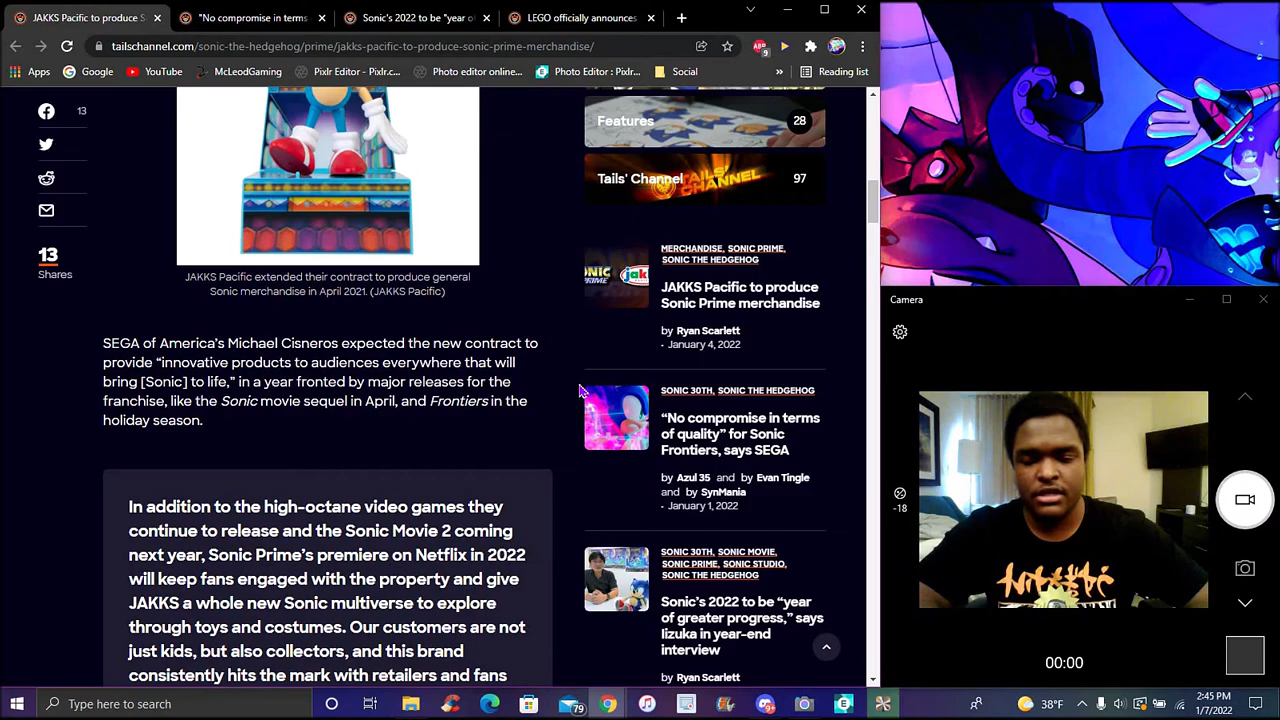 JAKKS Pacific to produce S
"No compromise in terms
Sonic's 2022 to be "year of
LEGO officially announces
tailschannel.com/sonic-the-hedgehog/prime/jakks-pacific-to-produce-sonic-prime-merchandise/
9
Apps
Google
YouTube
McLeodGaming
Pixlr Editor - Pixlr.c...
Photo editor online...
Photo Editor : Pixlr...
Social
»
Reading list
13
13
Shares
JAKKS Pacific extended their contract to produce general
Sonic merchandise in April 2021. (JAKKS Pacific)
SEGA of America's Michael Cisneros expected the new contract to
provide “innovative products to audiences everywhere that will
bring [Sonic] to life,” in a year fronted by major releases for the
franchise, like the Sonic movie sequel in April, and Frontiers in the
holiday season.
In addition to the high-octane video games they
continue to release and the Sonic Movie 2 coming
next year, Sonic Prime’s premiere on Netflix in 2022
will keep fans engaged with the property and give
JAKKS a whole new Sonic multiverse to explore
through toys and costumes. Our customers are not
just kids, but also collectors, and this brand
consistently hits the mark with retailers and fans
Features
28
Tails' Channel
TAILS' CHANNEL
97
MERCHANDISE, SONIC PRIME,
SONIC THE HEDGEHOG
JAKKS Pacific to produce
Sonic Prime merchandise
by Ryan Scarlett
- January 4, 2022
SONIC 30TH, SONIC THE HEDGEHOG
“No compromise in terms
of quality” for Sonic
Frontiers, says SEGA
by Azul 35 and by Evan Tingle
and by SynMania
- January 1, 2022
SONIC 30TH, SONIC MOVIE,
SONIC PRIME, SONIC STUDIO,
SONIC THE HEDGEHOG
Sonic’s 2022 to be “year
of greater progress,” says
Iizuka in year-end
interview
by Ryan Scarlett
Camera
-18
00:00
Type here to search
79
38°F
2:45 PM
1/7/2022